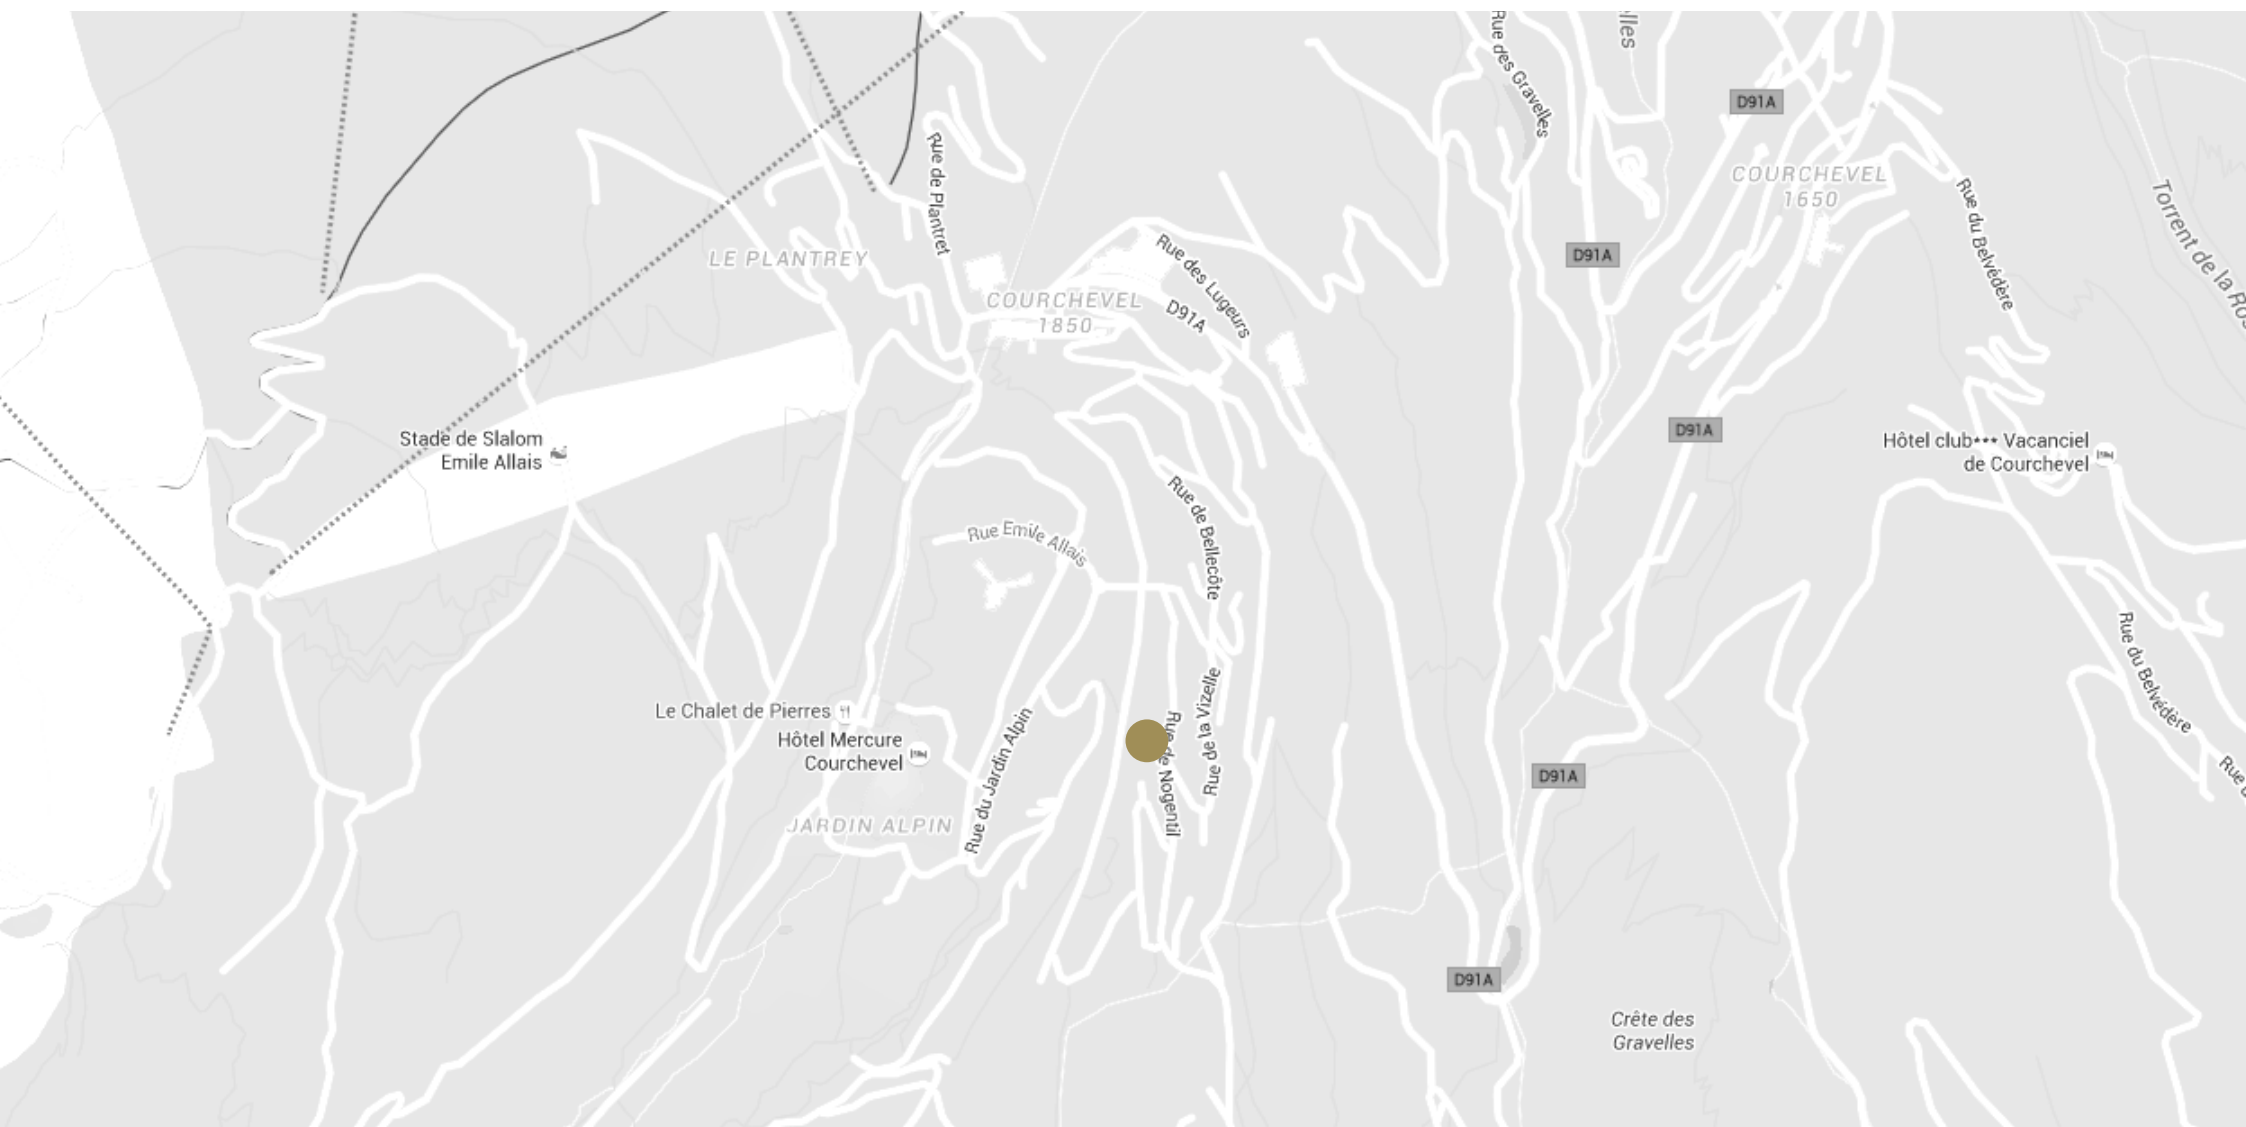 Rue des Gravelles
elles
D91A
Rue de Plantret
COURCHEVEL
1650
Rue du Belvédère
Torrent de la Ro
LE PLANTREY
Rue des Lugeurs
D91A
COURCHEVEL
1850
D91A
Stade de Slalom
Emile Allais
D91A
Hôtel club*** Vacanciel
de Courchevel
Rue de Bellecôte
Rue Emile Allais
Rue du Belvédère
Rue de la Vizelle
Le Chalet de Pierres
Hôtel Mercure
Courchevel
Rue du Jardin Alpin
Rue de Nogentil
D91A
Rue
JARDIN ALPIN
D91A
Crête des
Gravelles